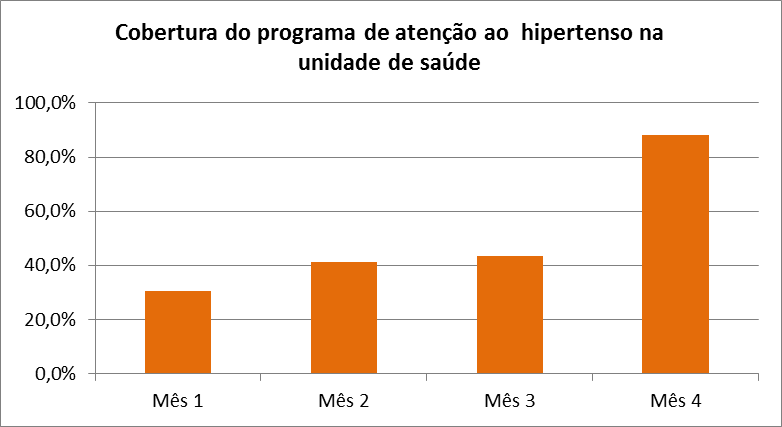 Cobertura do programa de atenção ao  hipertenso na
unidade de saúde
100,0%
80,0%
60,0%
40,0%
20,0%
0,0%
Mês 1
Mês 2
Mês 3
Mês 4